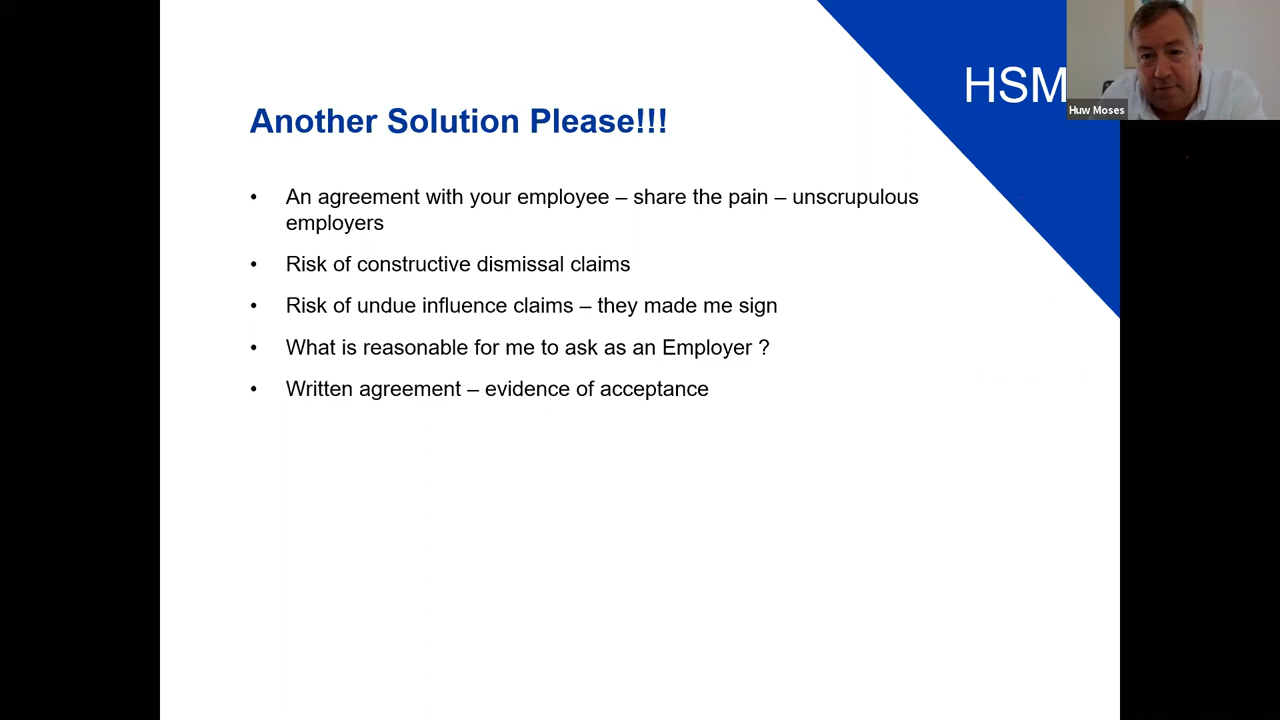 HSM
Huw Moses
Another Solution Please!!!
• An agreement with your employee – share the pain – unscrupulous
employers
• Risk of constructive dismissal claims
• Risk of undue influence claims – they made me sign
• What is reasonable for me to ask as an Employer ?
• Written agreement – evidence of acceptance